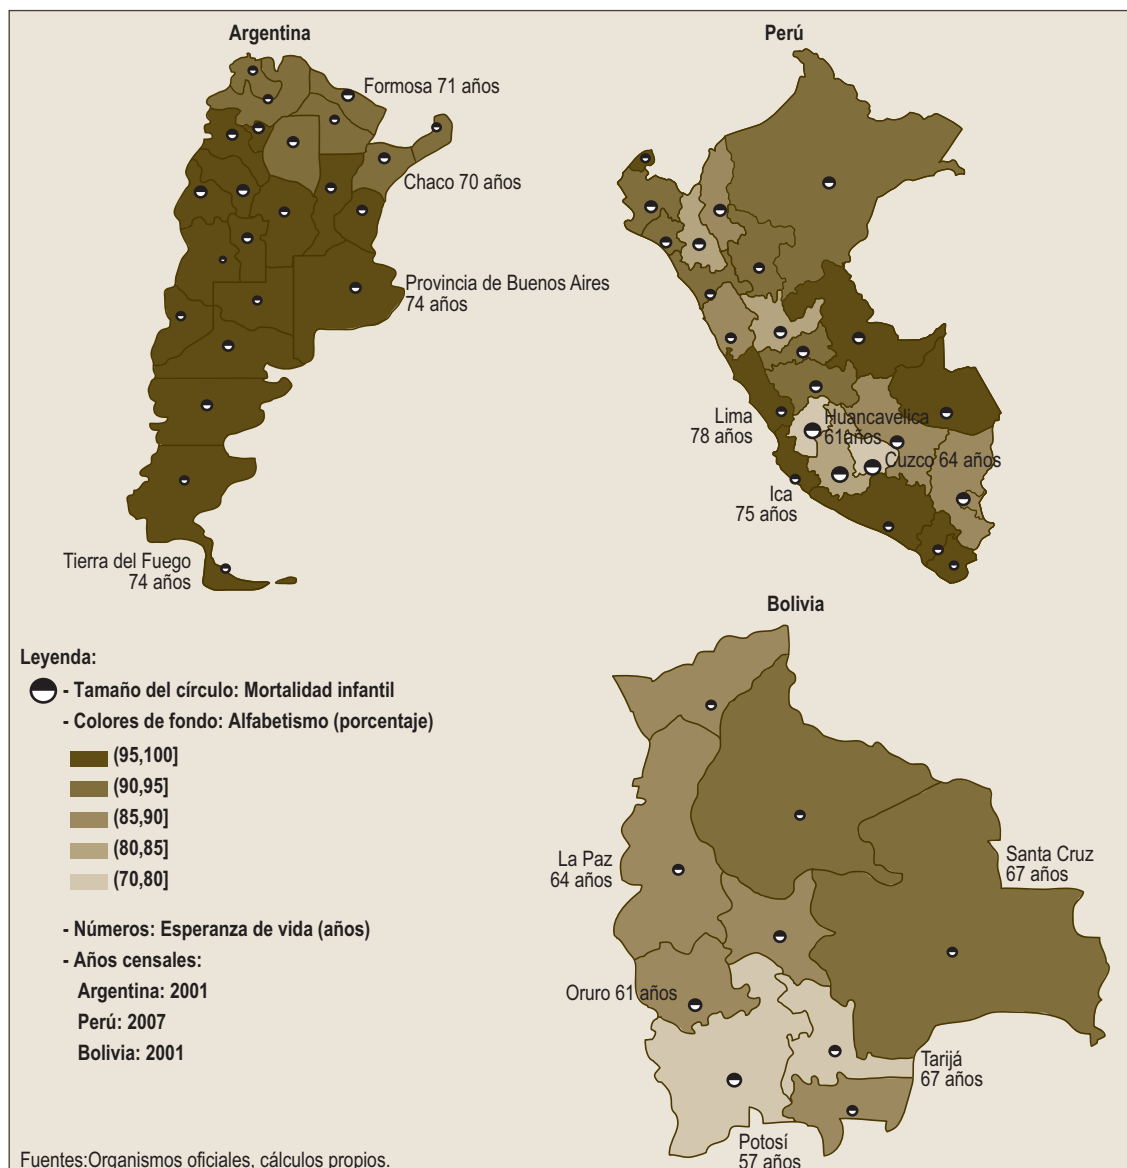 Argentina
Formosa 71 años
Chaco 70 años
Provincia de Buenos Aires
74 años
Tierra del Fuego
74 años
Perú
Lima
78 años
Huancavelica
61años
Cuzco 64 años
Ica
75 años
Bolivia
La Paz
64 años
Santa Cruz
67 años
Oruro 61 años
Tarijá
67 años
Potosí
57 años
Leyenda:
- Tamaño del círculo: Mortalidad infantil
- Colores de fondo: Alfabetismo (porcentaje)
(95,100]
(90,95]
(85,90]
(80,85]
(70,80]
- Números: Esperanza de vida (años)
- Años censales:
Argentina: 2001
Perú: 2007
Bolivia: 2001
Fuentes:Organismos oficiales, cálculos propios.